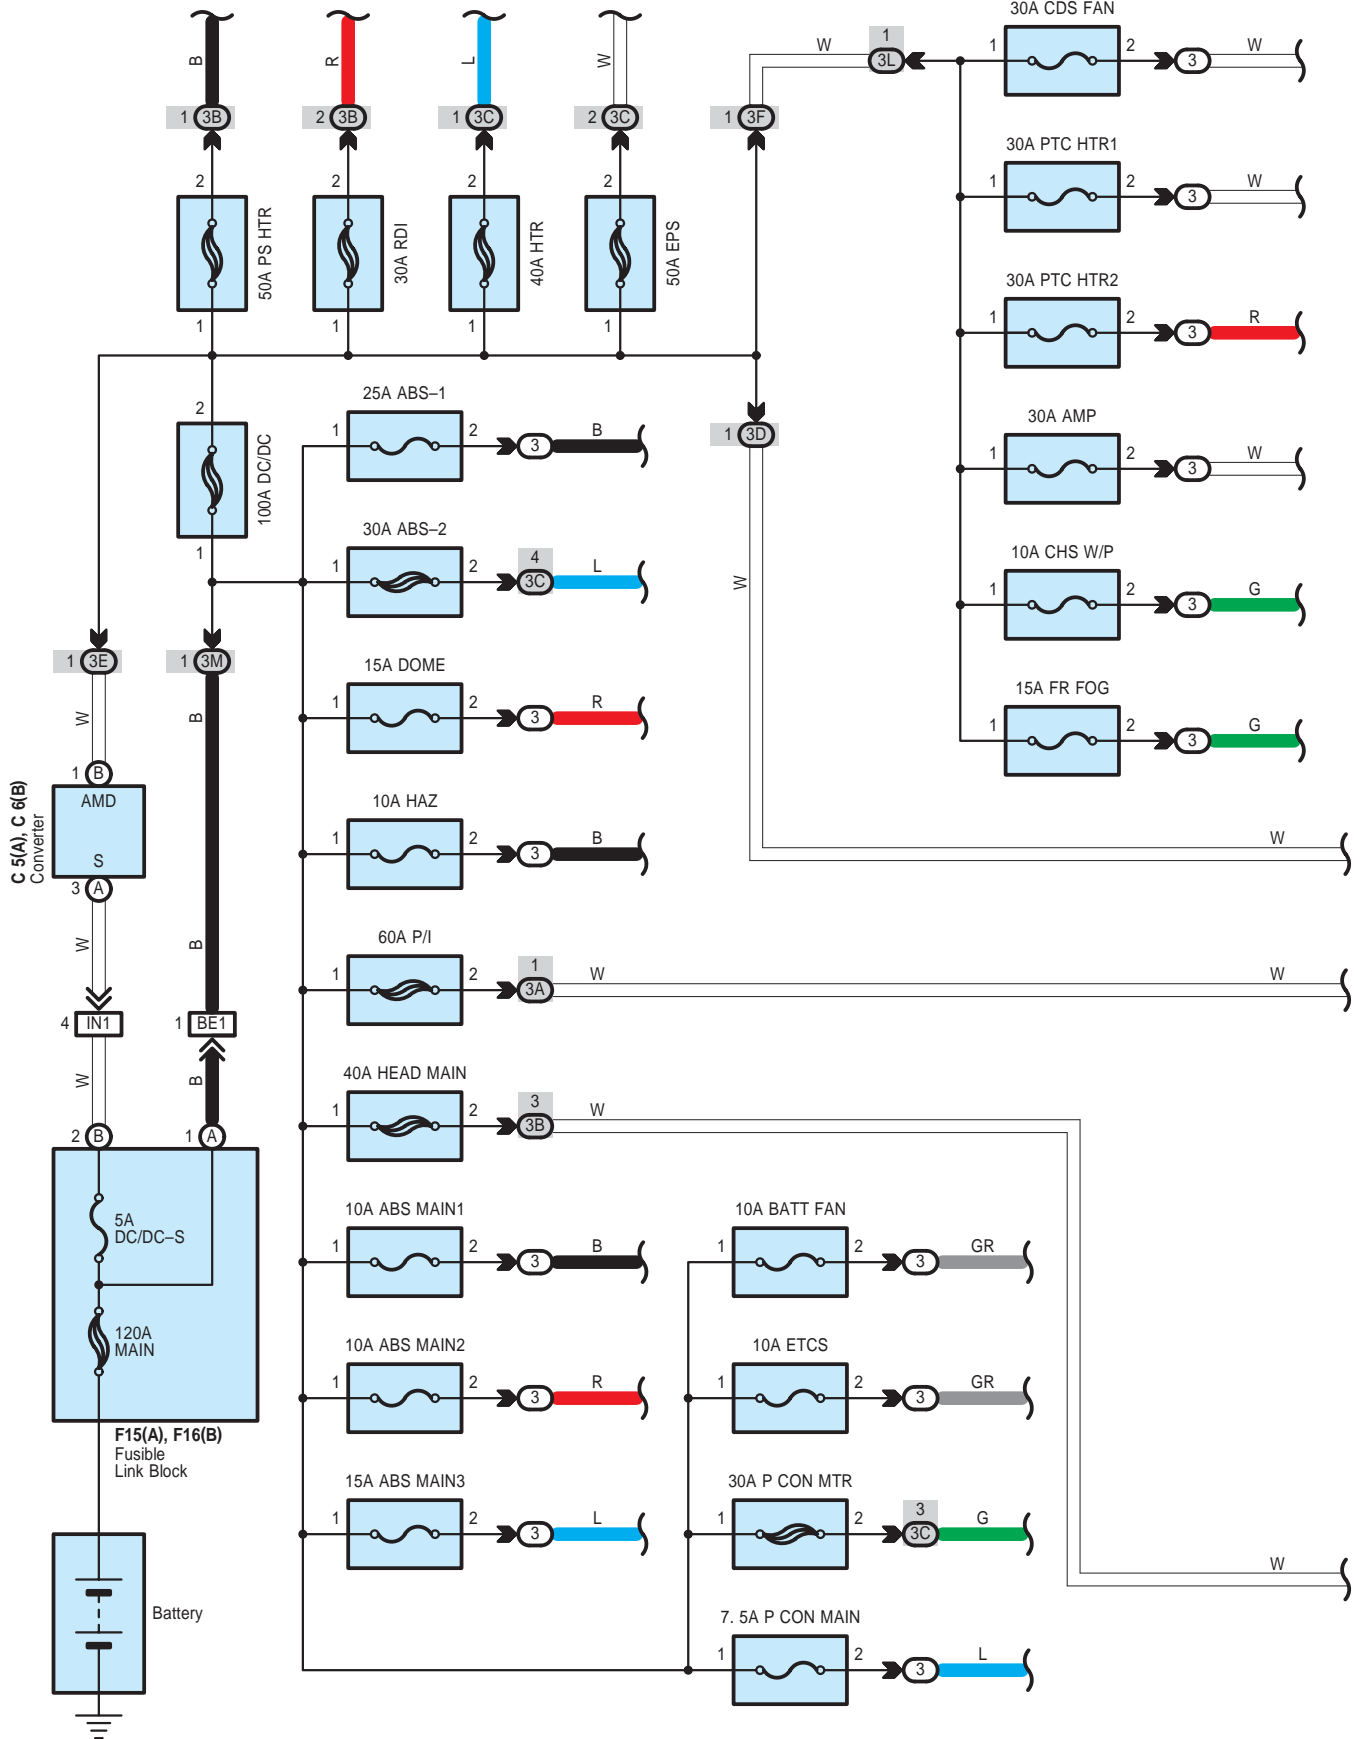 30A CDS FAN
B
R
L
W
W
1
3L
1
2
3
W
1 3B
2 3B
1 3C
2 3C
1 3F
30A PTC HTR1
1
2
3
W
2
2
2
2
50A PS HTR
30A RDI
40A HTR
50A EPS
1
1
1
1
30A PTC HTR2
1
2
3
R
2
100A DC/DC
1
25A ABS–1
1
2
3
B
1 3D
W
30A AMP
1
2
3
W
30A ABS–2
1
2
4
3C
L
10A CHS W/P
1
2
3
G
1 3E
1 3M
W
B
15A DOME
1
2
3
R
15A FR FOG
1
2
3
G
1 B
AMD
S
3 A
C 5(A), C 6(B)
Converter
10A HAZ
1
2
3
B
W
W
B
60A P/I
1
2
1
3A
W
W
4 IN1
1 BE1
W
B
40A HEAD MAIN
1
2
3
3B
W
2 B
1 A
5A
DC/DC–S
120A
MAIN
F15(A), F16(B)
Fusible
Link Block
10A ABS MAIN1
1
2
3
B
10A BATT FAN
1
2
3
GR
10A ABS MAIN2
1
2
3
R
10A ETCS
1
2
3
GR
15A ABS MAIN3
1
2
3
L
30A P CON MTR
1
2
3
3C
G
W
Battery
7. 5A P CON MAIN
1
2
3
L